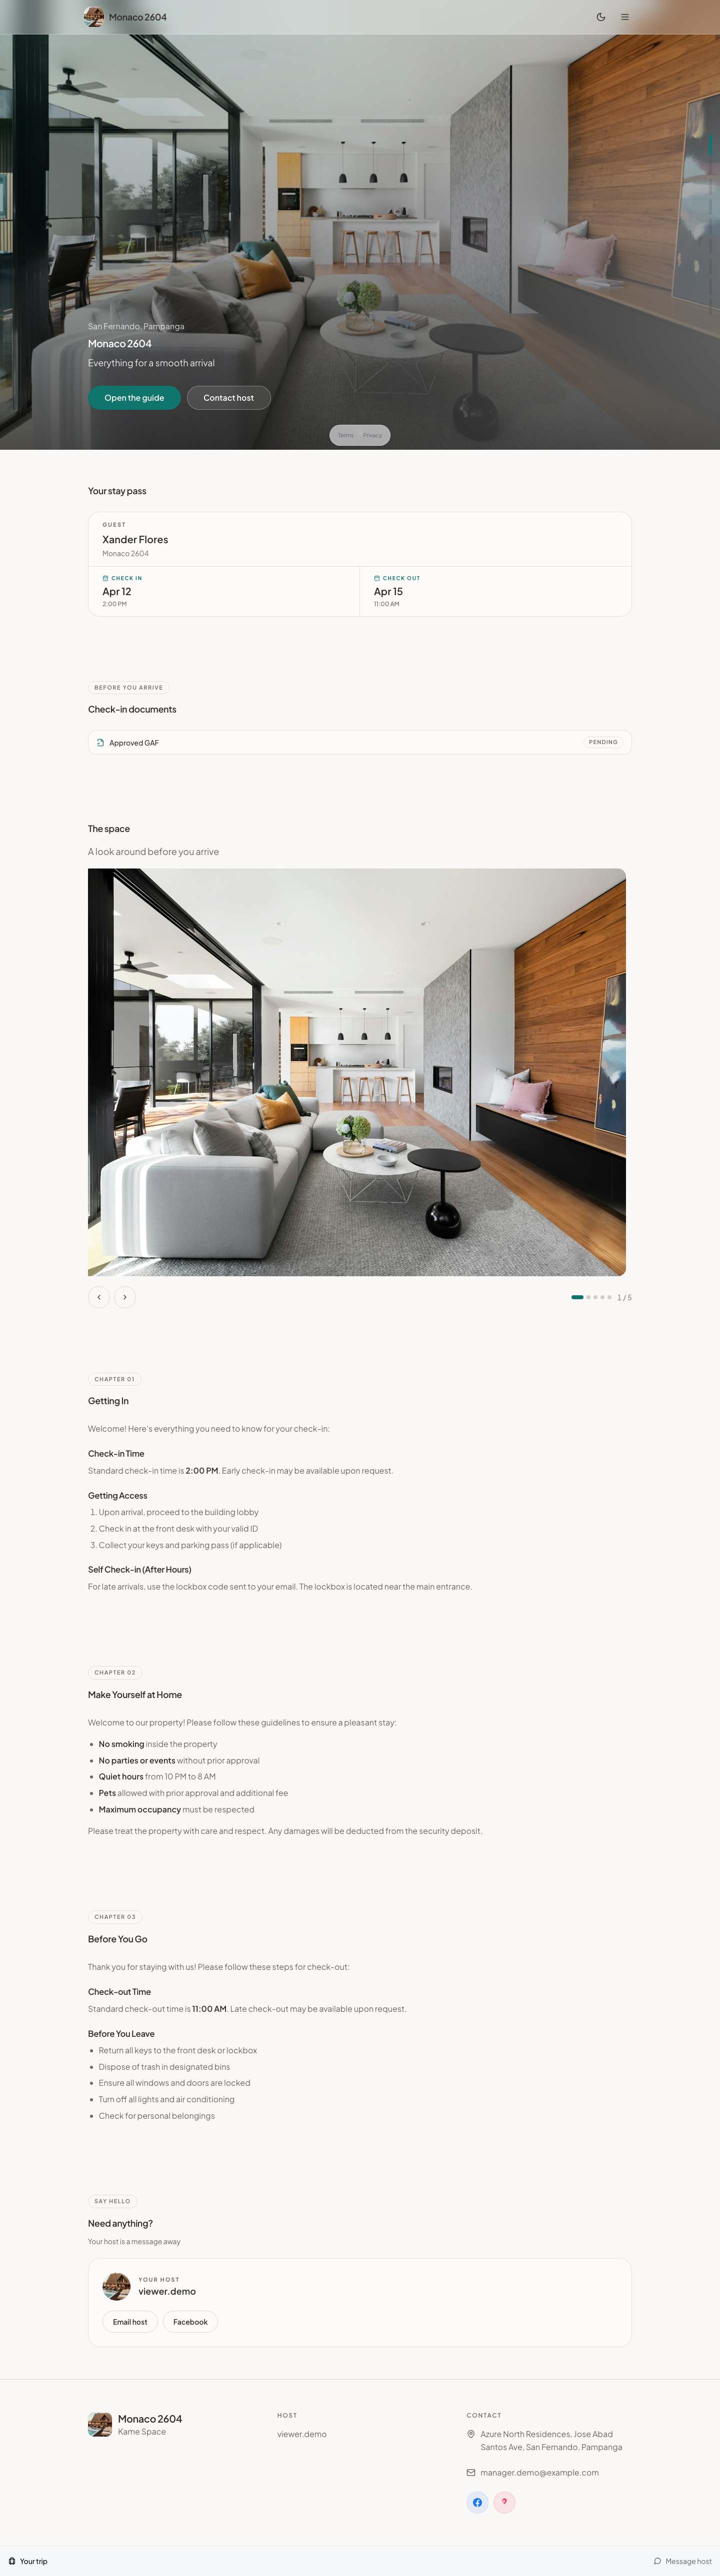 Monaco 2604
San Fernando, Pampanga
Monaco 2604
Everything for a smooth arrival
Open the guide
Contact host
Terms
Privacy
Your stay pass
GUEST
Xander Flores
Monaco 2604
CHECK IN
Apr 12
2:00 PM
CHECK OUT
Apr 15
11:00 AM
BEFORE YOU ARRIVE
Check-in documents
Approved GAF
PENDING
The space
A look around before you arrive
1 / 5
CHAPTER 01
Getting In
Welcome! Here's everything you need to know for your check-in:
Check-in Time
Standard check-in time is 2:00 PM. Early check-in may be available upon request.
Getting Access
1. Upon arrival, proceed to the building lobby
2. Check in at the front desk with your valid ID
3. Collect your keys and parking pass (if applicable)
Self Check-in (After Hours)
For late arrivals, use the lockbox code sent to your email. The lockbox is located near the main entrance.
CHAPTER 02
Make Yourself at Home
Welcome to our property! Please follow these guidelines to ensure a pleasant stay:
• No smoking inside the property
• No parties or events without prior approval
• Quiet hours from 10 PM to 8 AM
• Pets allowed with prior approval and additional fee
• Maximum occupancy must be respected
Please treat the property with care and respect. Any damages will be deducted from the security deposit.
CHAPTER 03
Before You Go
Thank you for staying with us! Please follow these steps for check-out:
Check-out Time
Standard check-out time is 11:00 AM. Late check-out may be available upon request.
Before You Leave
• Return all keys to the front desk or lockbox
• Dispose of trash in designated bins
• Ensure all windows and doors are locked
• Turn off all lights and air conditioning
• Check for personal belongings
SAY HELLO
Need anything?
Your host is a message away
YOUR HOST
viewer.demo
Email host
Facebook
Monaco 2604
Kame Space
HOST
viewer.demo
CONTACT
Azure North Residences, Jose Abad
Santos Ave, San Fernando, Pampanga
manager.demo@example.com
Your trip
Message host